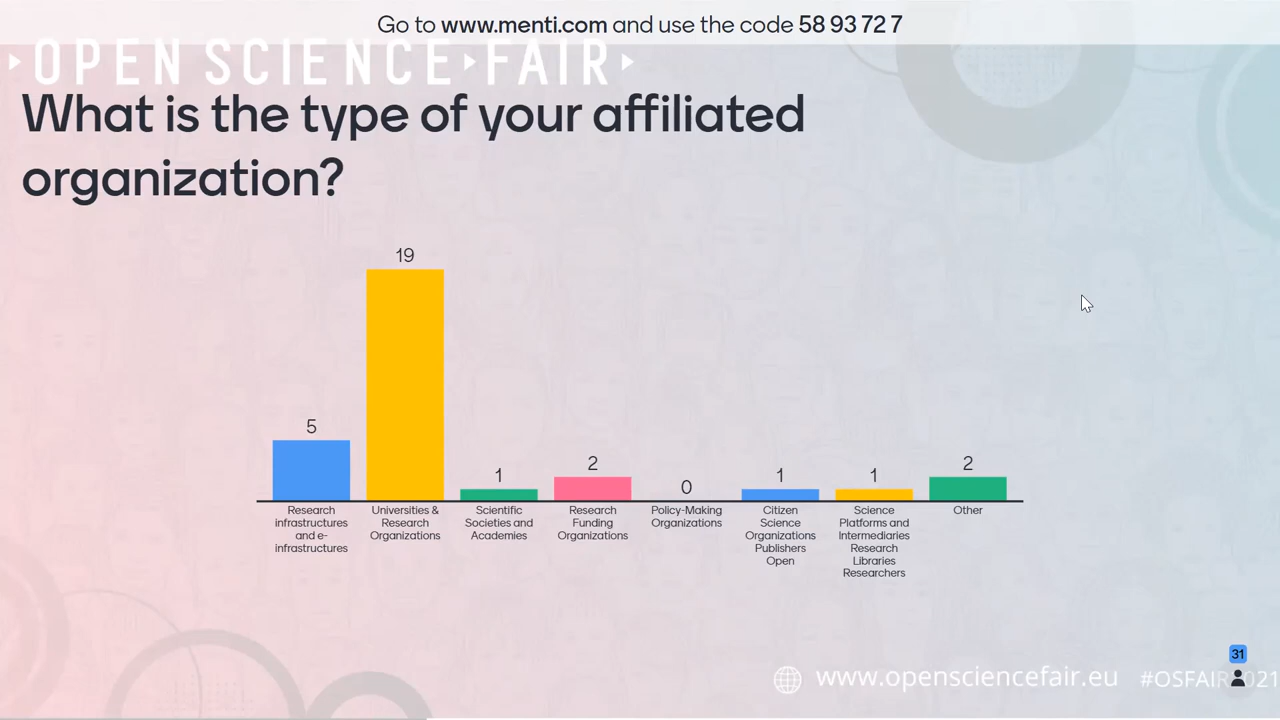 Go to www.menti.com and use the code 58 93 72 7
OPEN SCIENCE FAIR
What is the type of your affiliated
organization?
19
5
1
2
0
1
1
2
Research
infrastructures
and e-
infrastructures
Universities &
Research
Organizations
Scientific
Societies and
Academies
Research
Funding
Organizations
Policy-Making
Organizations
Citizen
Science
Organizations
Publishers
Open
Science
Platforms and
Intermediaries
Research
Libraries
Researchers
Other
31
www.opensciencefair.eu #OSFAIR2021